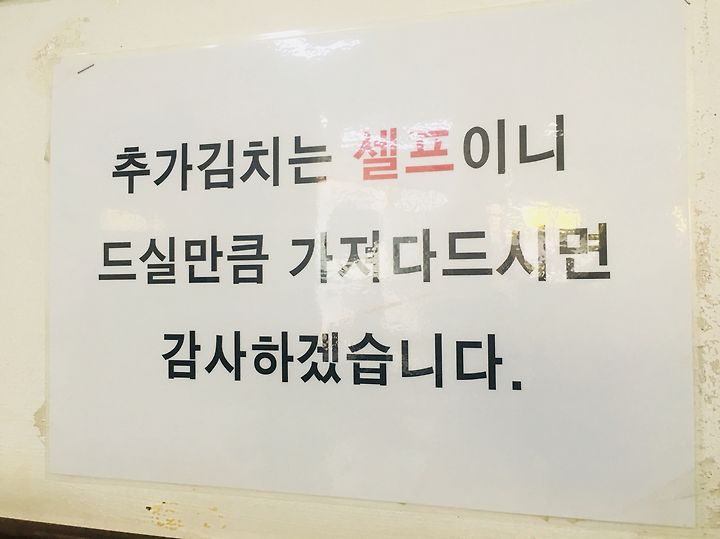 추가김치는 셀프이니
드실만큼 가져다드시면
감사하겠습니다.